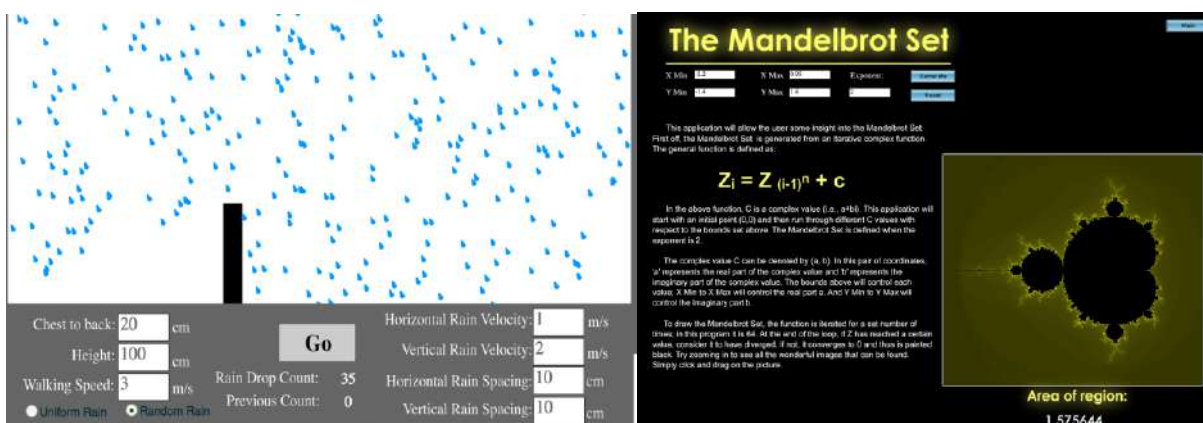 Chest to back: 20 cm
Height: 100 cm
Walking Speed: 3 m/s
Uniform Rain Random Rain
Go
Rain Drop Count: 35
Previous Count: 0
Horizontal Rain Velocity: 1 m/s
Vertical Rain Velocity: 2 m/s
Horizontal Rain Spacing: 10 cm
Vertical Rain Spacing: 10 cm
The Mandelbrot Set
X Min X Max Exponent: Generate
Y Min Y Max Reset
This application will allow the user some insight into the Mandelbrot Set.
First off, the Mandelbrot Set is generated from an iterative complex function.
The general function is defined as:
Zi = Z (i-1)^n + c
In the above function, C is a complex value (i.e., a+bi). This application will
start with an initial point (0,0) and then run through different C values with
respect to the bounds set above. The Mandelbrot Set is defined when the
exponent is 2.
The complex value C can be denoted by (a, b). In this pair of coordinates,
'a' represents the real part of the complex value and 'b' represents the
imaginary part of the complex value. The bounds above will control each
value; X Min to X Max will control the real part a. And Y Min to Y Max will
control the imaginary part b.
To draw the Mandelbrot Set, the function is iterated for a set number of
times; in this program it is 64. At the end of the loop, if Z has reached a certain
value, consider it to have diverged, if not, it converges to 0 and thus is painted
black. Try zooming in to see all the wonderful images that can be found.
Simply click and drag on the picture.
Area of region:
1.575644